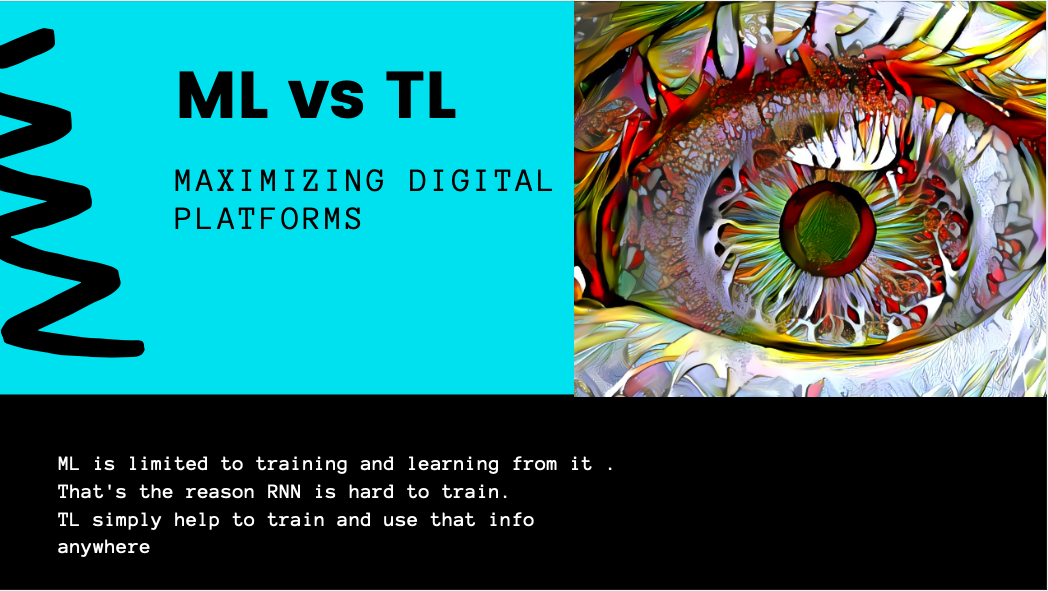 ML vs TL
MAXIMIZING DIGITAL
PLATFORMS
ML is limited to training and learning from it .
That's the reason RNN is hard to train.
TL simply help to train and use that info
anywhere